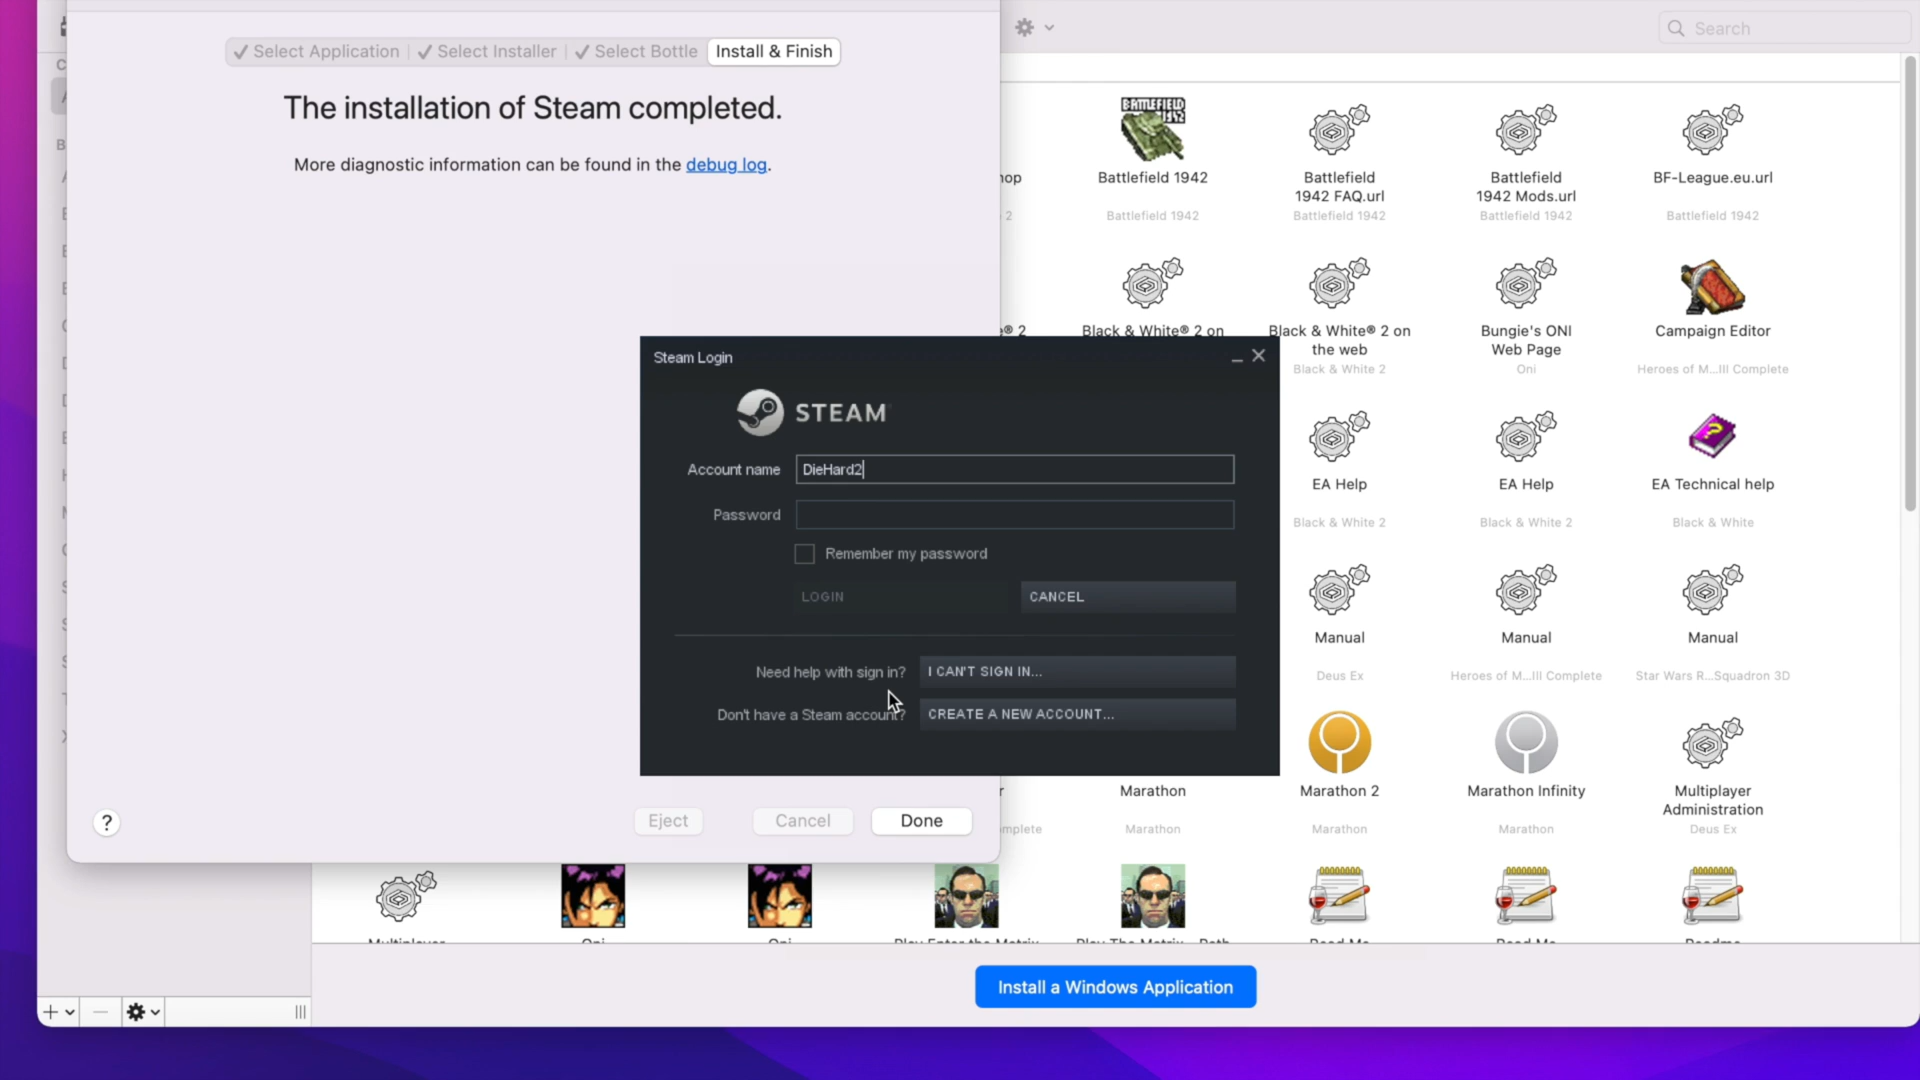 Select Application
Select Installer
Select Bottle
Install & Finish
Search
The installation of Steam completed.
More diagnostic information can be found in the debug log.
Battlefield 1942
Battlefield 1942
Battlefield 1942 FAQ.url
Battlefield 1942
Battlefield 1942 Mods.url
Battlefield 1942
BF-League.eu.url
Battlefield 1942
Black & White® 2 on
Black & White® 2 on the web
Black & White 2
Bungie's ONI Web Page
Oni
Campaign Editor
Heroes of M...III Complete
Steam Login
STEAM
Account name
DieHard2
Password
Remember my password
LOGIN
CANCEL
Need help with sign in?
I CAN'T SIGN IN...
Don't have a Steam account?
CREATE A NEW ACCOUNT...
EA Help
Black & White 2
EA Help
Black & White 2
EA Technical help
Black & White
Manual
Deus Ex
Manual
Heroes of M...III Complete
Manual
Star Wars R...Squadron 3D
Marathon
Marathon
Marathon 2
Marathon
Marathon Infinity
Marathon
Multiplayer Administration
Deus Ex
?
Eject
Cancel
Done
Install a Windows Application